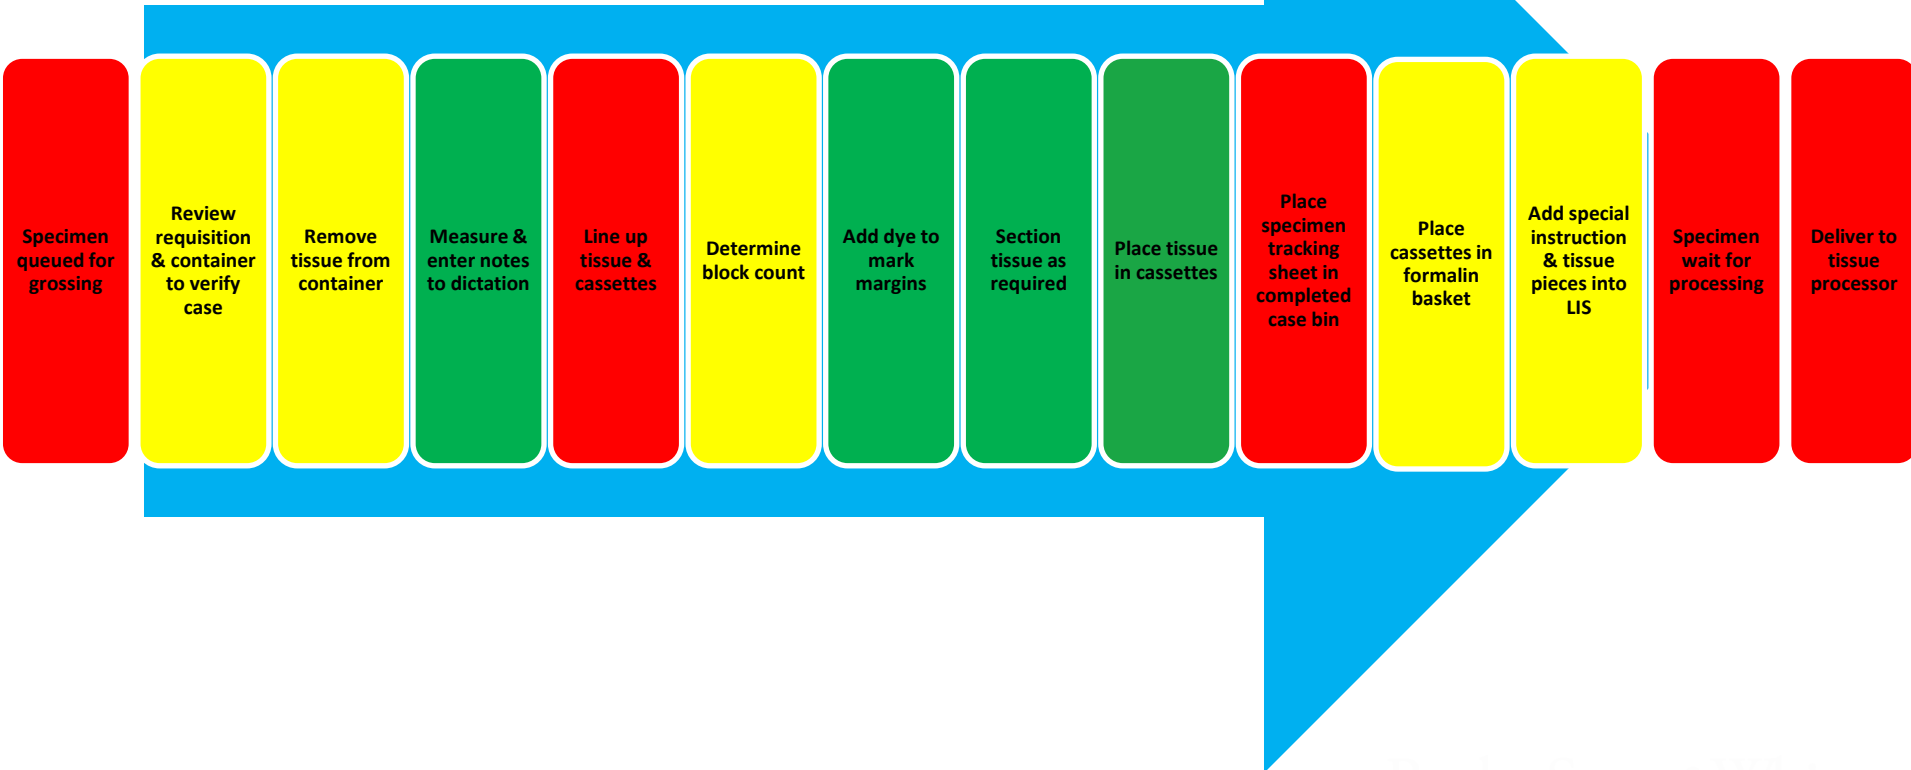 Specimen
queued for
grossing
Review
requisition
& container
to verify
case
Remove
tissue from
container
Measure &
enter notes
to dictation
Line up
tissue &
cassettes
Determine
block count
Add dye to
mark
margins
Section
tissue as
required
Place tissue
in cassettes
Place
specimen
tracking
sheet in
completed
case bin
Place
cassettes in
formalin
basket
Add special
instruction
& tissue
pieces into
LIS
Specimen
wait for
processing
Deliver to
tissue
processor